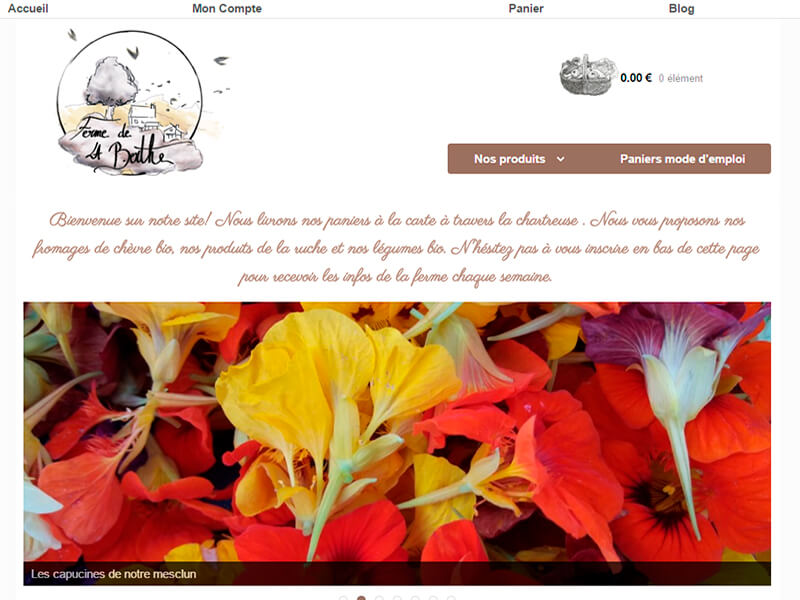 Accueil
Mon Compte
Panier
Blog
Ferme de
La Bathe
0.00 € 0 élément
Nos produits
Paniers mode d'emploi
Bienvenue sur notre site! Nous livrons nos paniers à la carte à travers la chartreuse . Nous vous proposons nos
fromages de chèvre bio, nos produits de la ruche et nos légumes bio. N'hésitez pas à vous inscrire en bas de cette page
pour recevoir les infos de la ferme chaque semaine.
Les capucines de notre mesclun